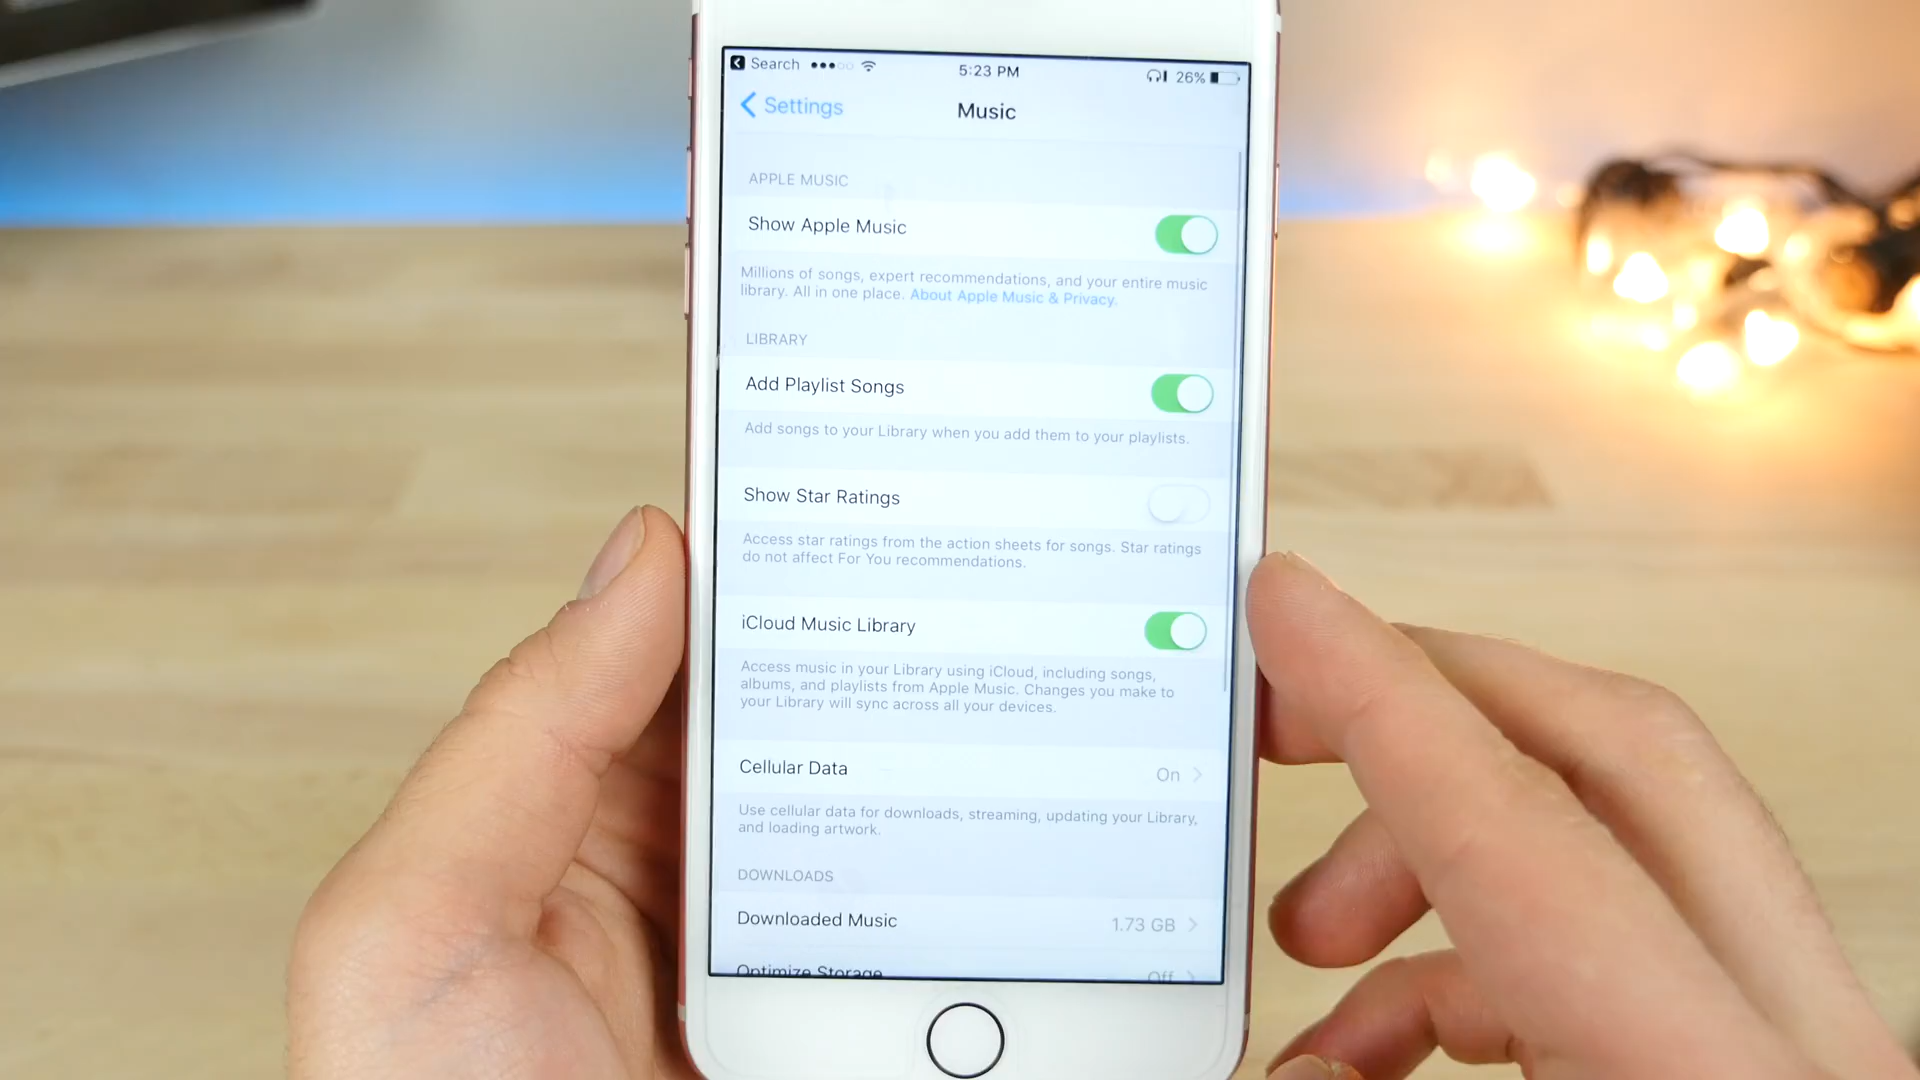 Search 5:23 PM 26%
Settings Music
APPLE MUSIC
Show Apple Music
Millions of songs, expert recommendations, and your entire music
library. All in one place. About Apple Music & Privacy.
LIBRARY
Add Playlist Songs
Add songs to your Library when you add them to your playlists.
Show Star Ratings
Access star ratings from the action sheets for songs. Star ratings
do not affect For You recommendations.
iCloud Music Library
Access music in your Library using iCloud, including songs,
albums, and playlists from Apple Music. Changes you make to
your Library will sync across all your devices.
Cellular Data On
Use cellular data for downloads, streaming, updating your Library,
and loading artwork.
DOWNLOADS
Downloaded Music 1.73 GB
Optimize Storage Off